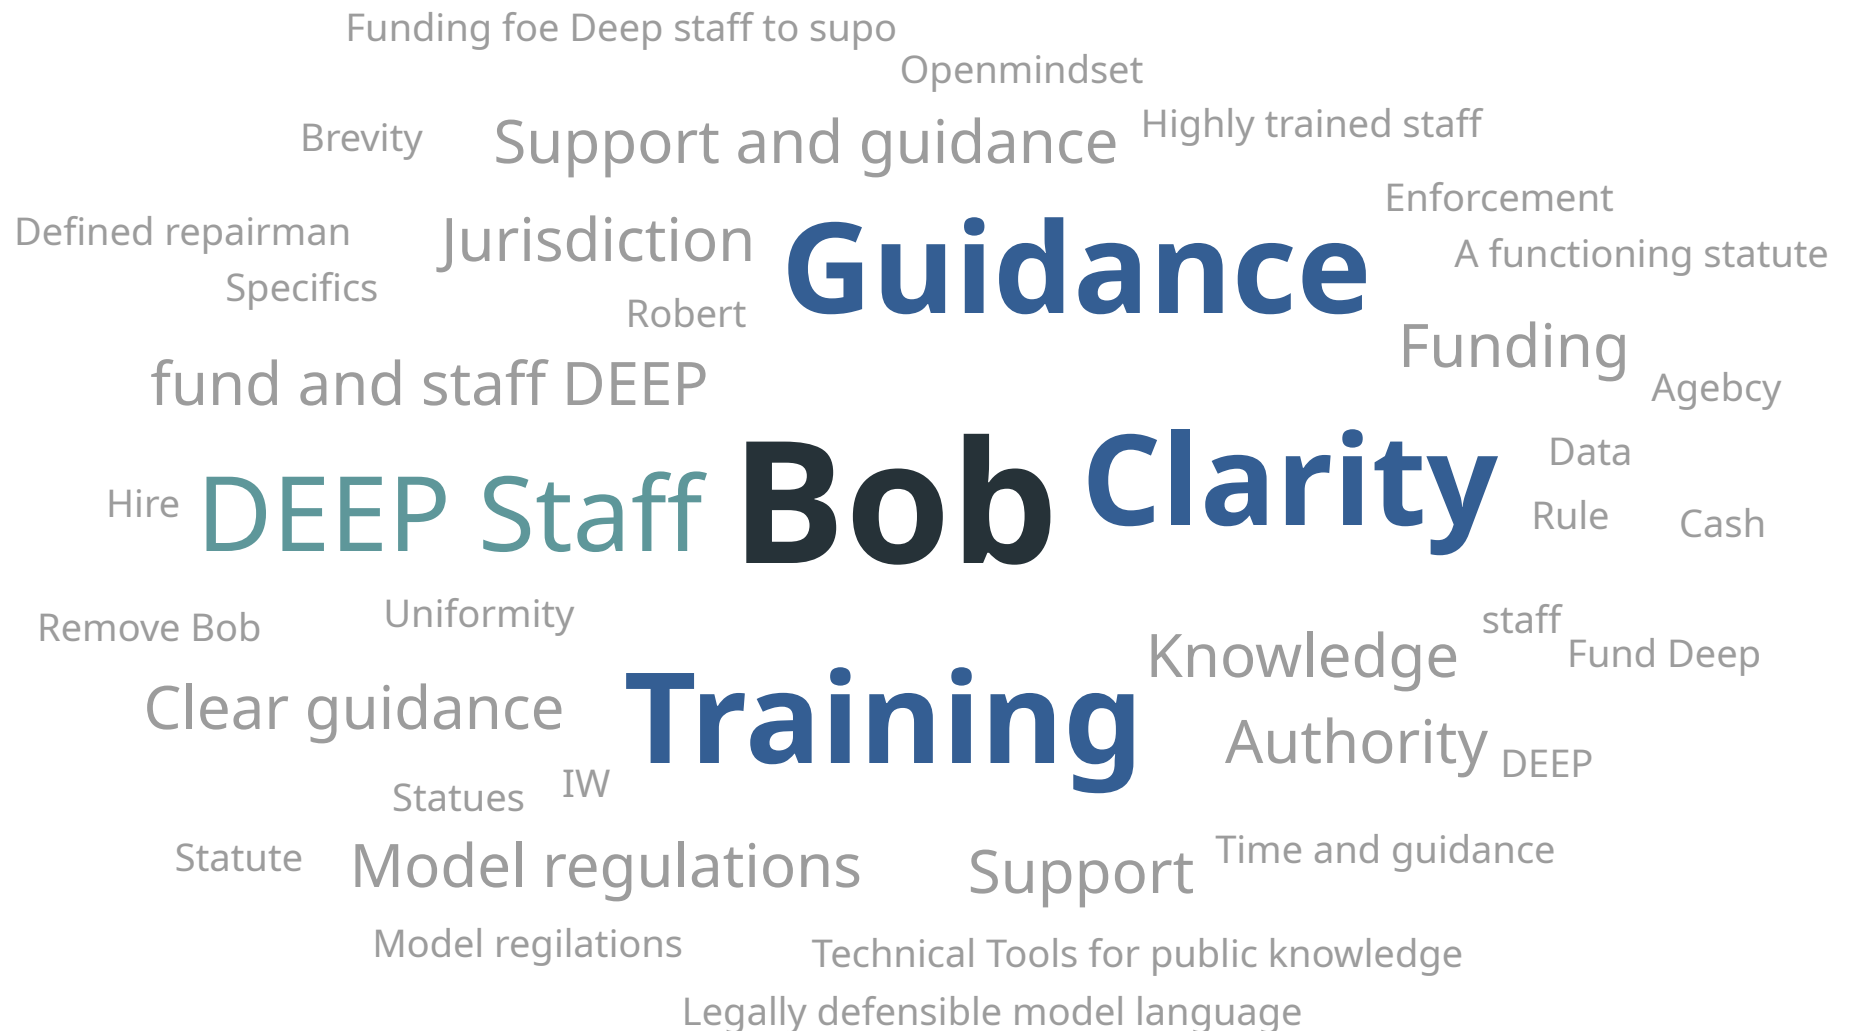 Funding foe Deep staff to supo
Openmindset
Brevity
Support and guidance
Highly trained staff
Enforcement
Defined repairman
Jurisdiction
Guidance
A functioning statute
Specifics
Robert
Funding
fund and staff DEEP
Agebcy
Bob
Clarity
Data
Hire
DEEP Staff
Rule
Cash
Remove Bob
Uniformity
staff
Knowledge
Fund Deep
Clear guidance
Training
Authority
DEEP
Statues
IW
Statute
Model regulations
Support
Time and guidance
Model regilations
Technical Tools for public knowledge
Legally defensible model language